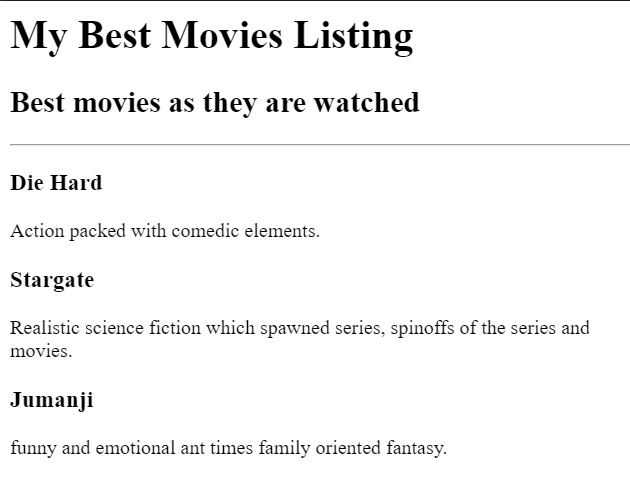 My Best Movies Listing
Best movies as they are watched
Die Hard
Action packed with comedic elements.
Stargate
Realistic science fiction which spawned series, spinoffs of the series and
movies.
Jumanji
funny and emotional ant times family oriented fantasy.